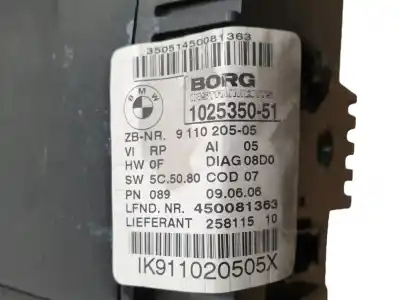 35051450081363
BMW
BORG
INSTRUMENTS
1025350-51
ZB-NR. 9 110 205-05
VI RP AI 05
HW 0F DIAG 08D0
SW 5C.50.80 COD 07
PN 089 09.06.06
LFND. NR. 450081363
LIEFERANT 258115 10
IK911020505X